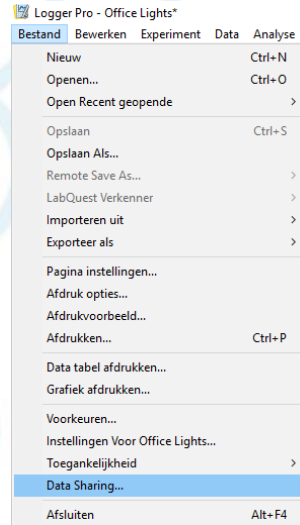 Logger Pro - Office Lights*
Bestand Bewerken Experiment Data Analyse
Nieuw Ctrl+N
Openen... Ctrl+O
Open Recent geopende
Opslaan Ctrl+S
Opslaan Als...
Remote Save As...
LabQuest Verkenner
Importeren uit
Exporteer als
Pagina instellingen...
Afdruk opties...
Afdrukvoorbeeld...
Afdrukken... Ctrl+P
Data tabel afdrukken...
Grafiek afdrukken...
Voorkeuren...
Instellingen Voor Office Lights...
Toegankelijkheid
Data Sharing...
Afsluiten Alt+F4